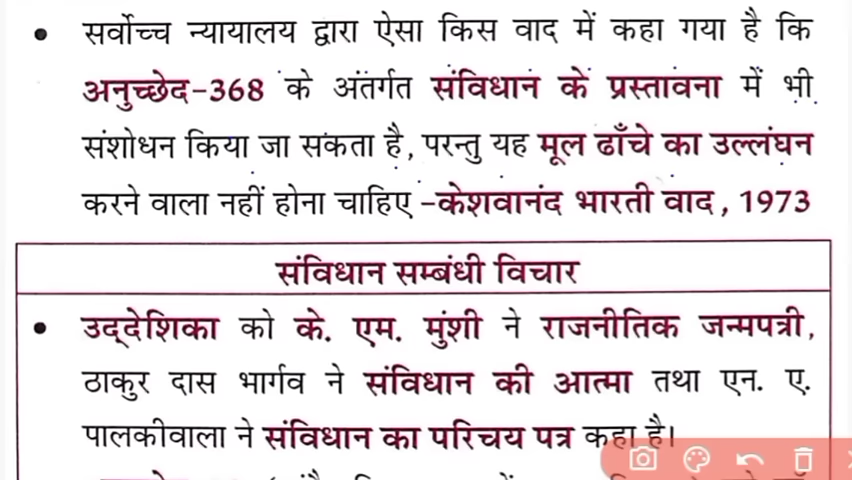 • सर्वोच्च न्यायालय द्वारा ऐसा किस वाद में कहा गया है कि
अनुच्छेद-368 के अंतर्गत संविधान के प्रस्तावना में भी
संशोधन किया जा सकता है, परन्तु यह मूल ढाँचे का उल्लंघन
करने वाला नहीं होना चाहिए -केशवानंद भारती वाद, 1973
संविधान सम्बंधी विचार
• उद्देशिका को के. एम. मुंशी ने राजनीतिक जन्मपत्री,
ठाकुर दास भार्गव ने संविधान की आत्मा तथा एन. ए.
पालकीवाला ने संविधान का परिचय पत्र कहा है।